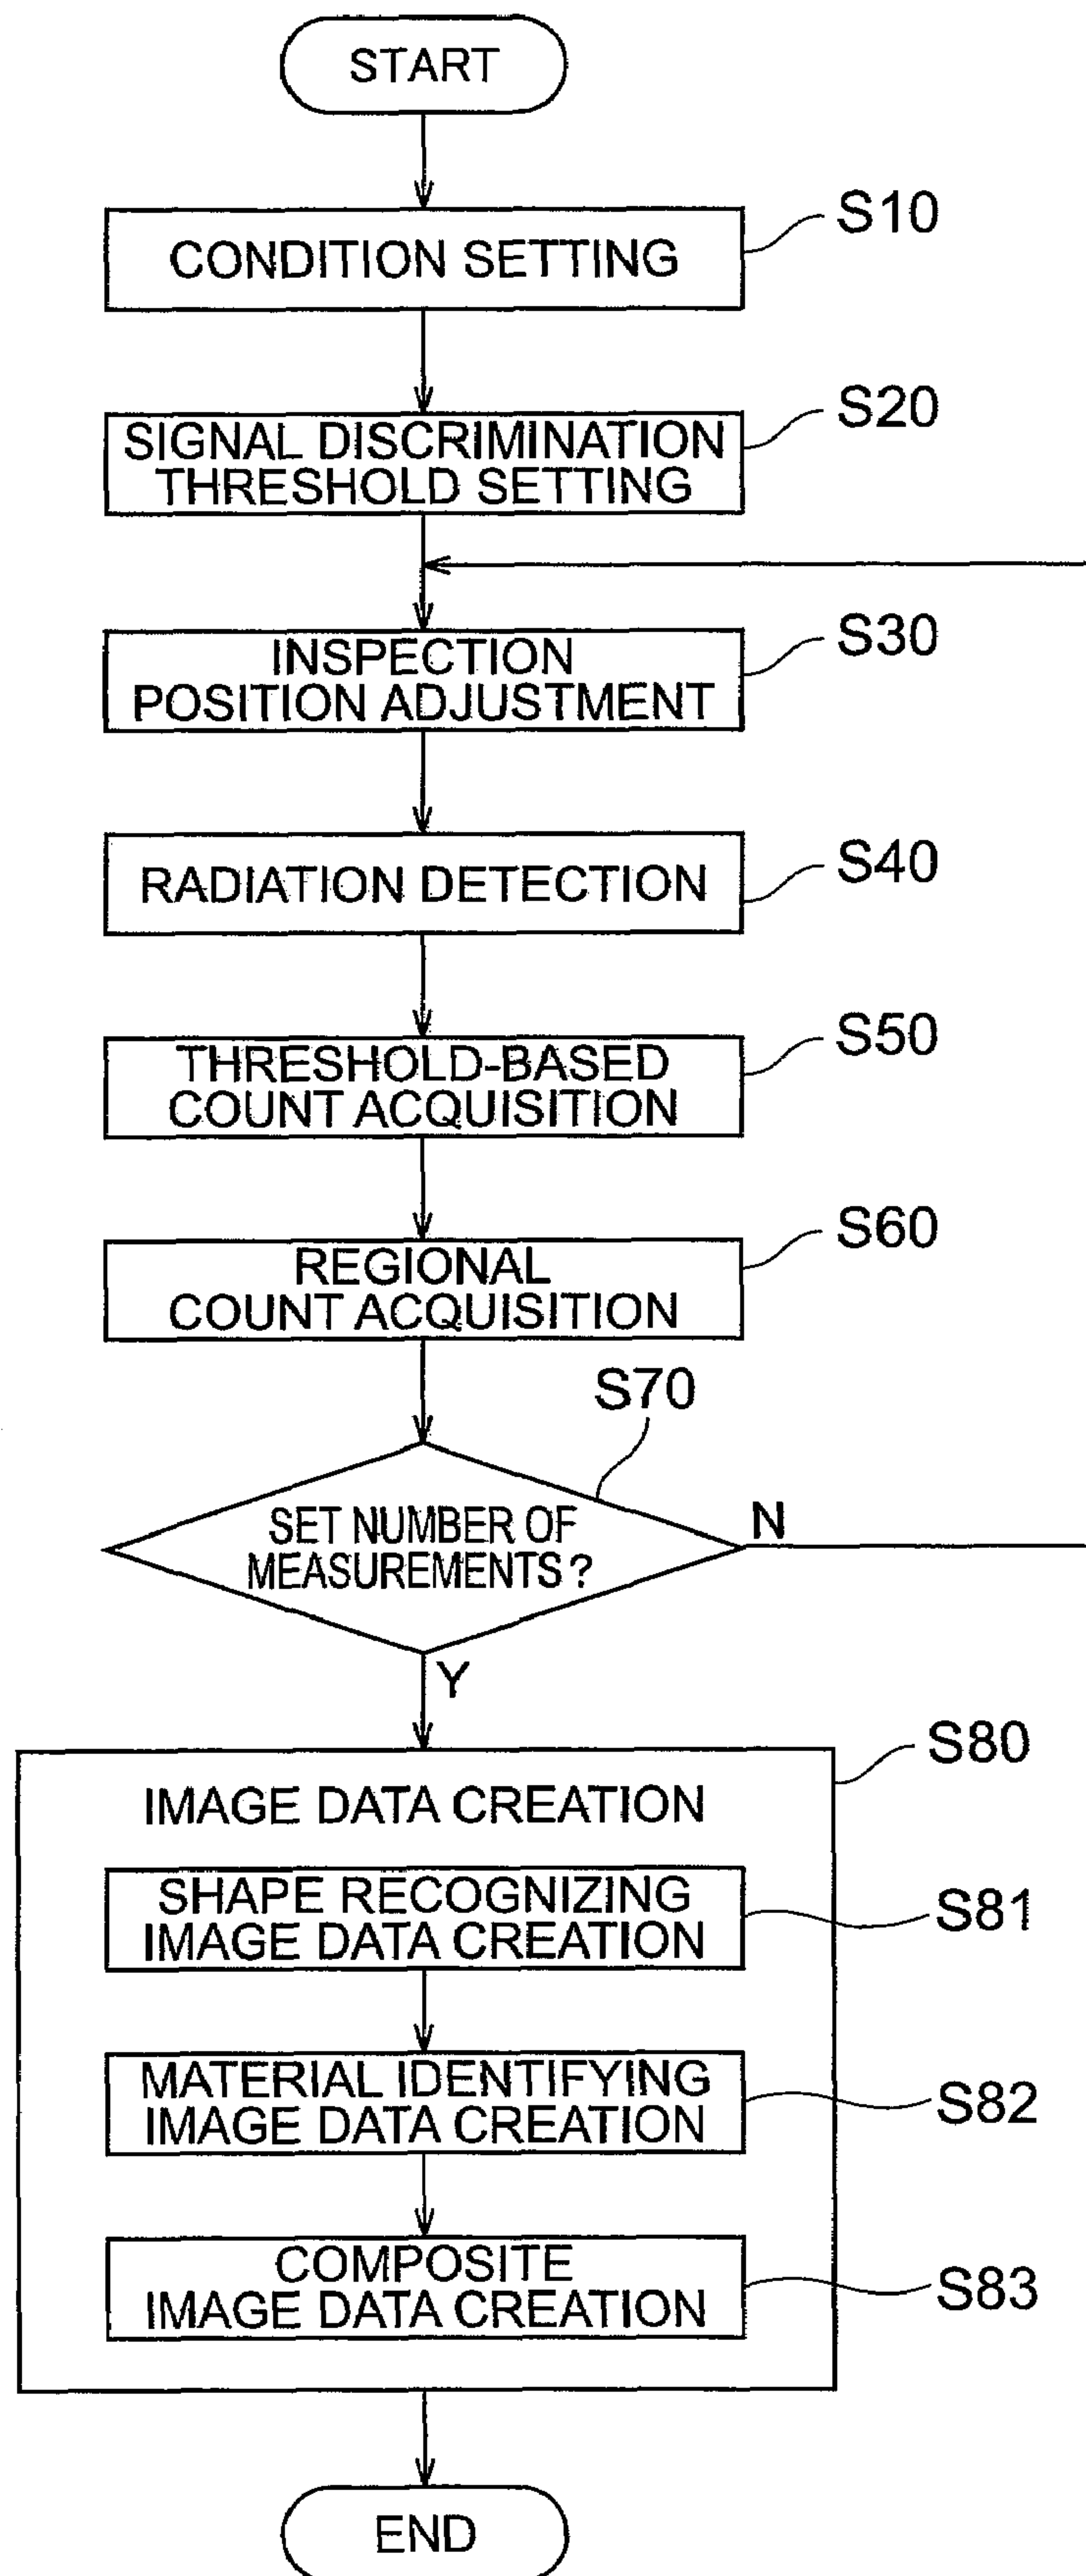 START
CONDITION SETTING
S10
SIGNAL DISCRIMINATION
THRESHOLD SETTING
S20
INSPECTION
POSITION ADJUSTMENT
S30
RADIATION DETECTION
S40
THRESHOLD-BASED
COUNT ACQUISITION
S50
REGIONAL
COUNT ACQUISITION
S60
S70
SET NUMBER OF
MEASUREMENTS?
N
Y
S80
IMAGE DATA CREATION
SHAPE RECOGNIZING
IMAGE DATA CREATION
S81
MATERIAL IDENTIFYING
IMAGE DATA CREATION
S82
COMPOSITE
IMAGE DATA CREATION
S83
END